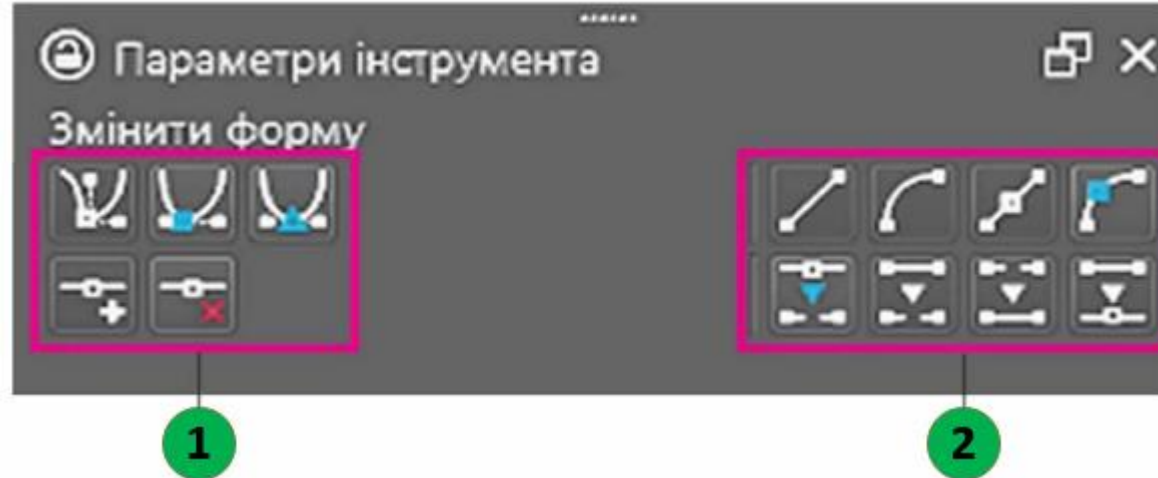 Параметри інструмента
Змінити форму
1
2